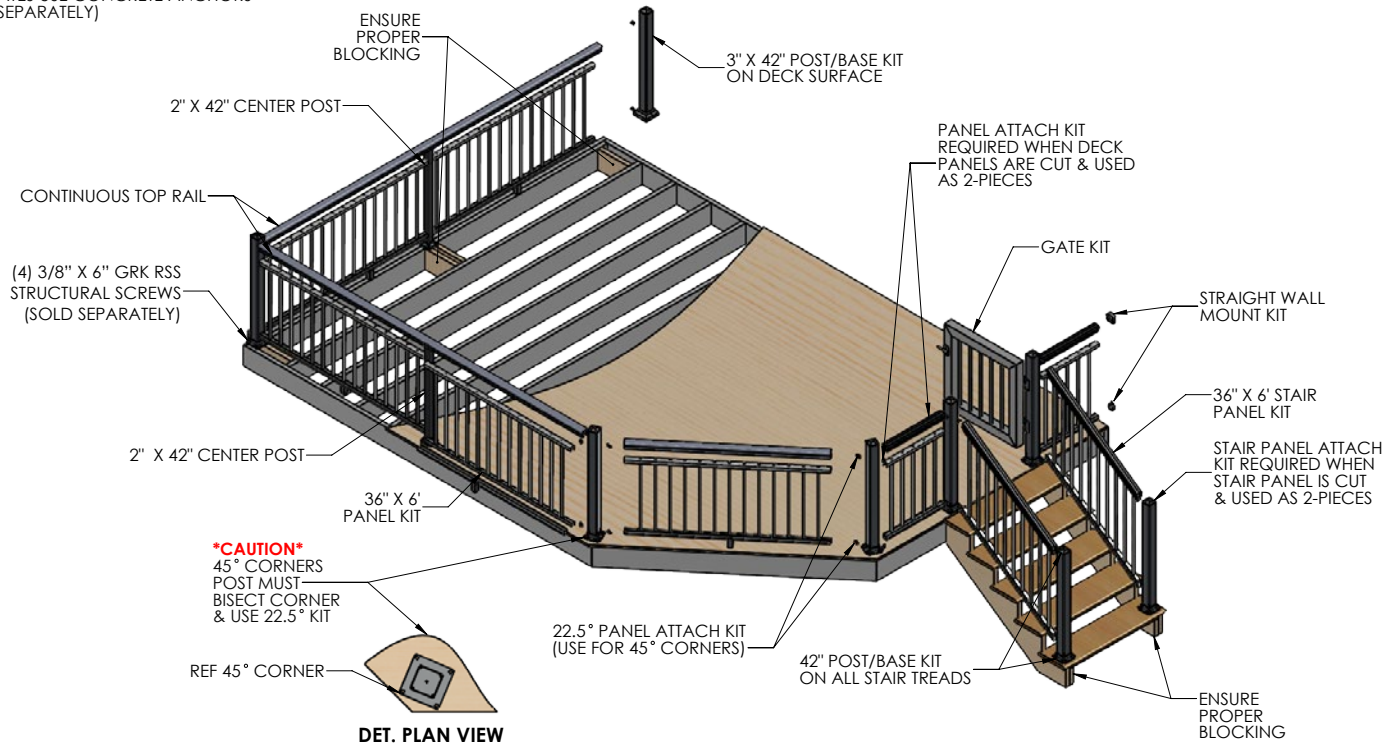 SEPARATELY)
ENSURE
PROPER
BLOCKING
3" X 42" POST/BASE KIT
ON DECK SURFACE
2" X 42" CENTER POST
PANEL ATTACH KIT
REQUIRED WHEN DECK
PANELS ARE CUT & USED
AS 2-PIECES
CONTINUOUS TOP RAIL
GATE KIT
(4) 3/8" X 6" GRK RSS
STRUCTURAL SCREWS
(SOLD SEPARATELY)
STRAIGHT WALL
MOUNT KIT
36" X 6' STAIR
PANEL KIT
2" X 42" CENTER POST
STAIR PANEL ATTACH
KIT REQUIRED WHEN
STAIR PANEL IS CUT
& USED AS 2-PIECES
36" X 6'
PANEL KIT
*CAUTION*
45° CORNERS
POST MUST
BISECT CORNER
& USE 22.5° KIT
22.5° PANEL ATTACH KIT
(USE FOR 45° CORNERS)
42" POST/BASE KIT
ON ALL STAIR TREADS
REF 45° CORNER
ENSURE
PROPER
BLOCKING
DET. PLAN VIEW